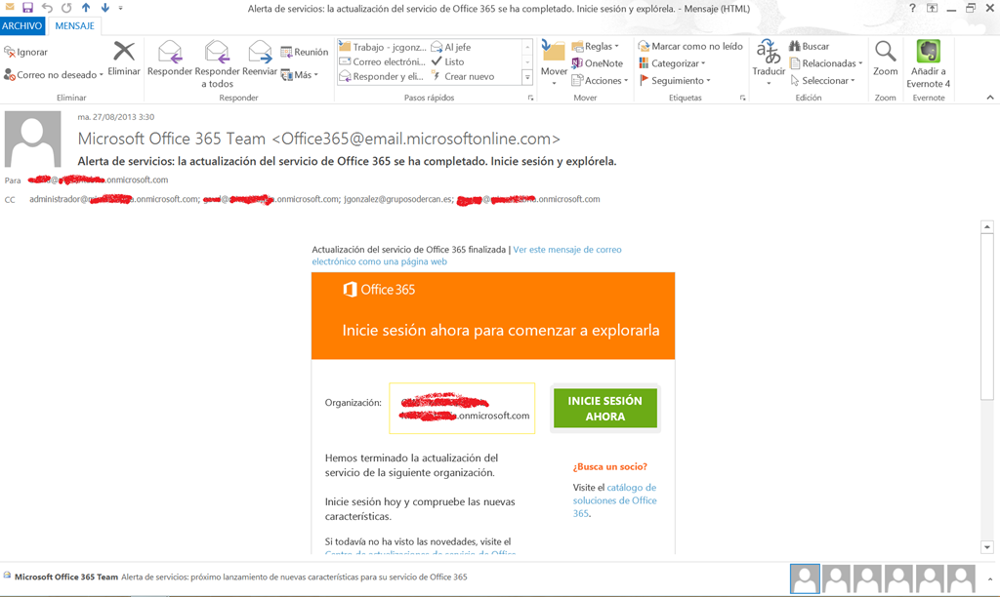 Alerta de servicios: la actualización del servicio de Office 365 se ha completado. Inicie sesión y explórela. - Mensaje (HTML)
ARCHIVO MENSAJE
Ignorar
Correo no deseado
Eliminar
Eliminar
Responder
Responder a todos
Reenviar
Reunión
Más
Responder
Trabajo - jcgonz...
Correo electróni...
Responder y eli...
Al jefe
Listo
Crear nuevo
Pasos rápidos
Mover
Reglas
OneNote
Acciones
Mover
Marcar como no leído
Categorizar
Seguimiento
Etiquetas
Traducir
Buscar
Relacionadas
Seleccionar
Edición
Zoom
Zoom
Añadir a
Evernote 4
Evernote
ma. 27/08/2013 3:30
Microsoft Office 365 Team <Office365@email.microsoftonline.com>
Alerta de servicios: la actualización del servicio de Office 365 se ha completado. Inicie sesión y explórela.
Para @ .onmicrosoft.com
CC administrador@ .onmicrosoft.com; @ .onmicrosoft.com; jgonzalez@gruposodercan.es; @ .onmicrosoft.com
Actualización del servicio de Office 365 finalizada | Ver este mensaje de correo
electrónico como una página web
Office 365
Inicie sesión ahora para comenzar a explorarla
Organización:
.onmicrosoft.com
INICIE SESIÓN
AHORA
Hemos terminado la actualización del
servicio de la siguiente organización.
Inicie sesión hoy y compruebe las nuevas
características.
Si todavía no ha visto las novedades, visite el
Centro de actualizaciones de servicio de Office
¿Busca un socio?
Visite el catálogo de
soluciones de Office
365.
Microsoft Office 365 Team Alerta de servicios: próximo lanzamiento de nuevas características para su servicio de Office 365